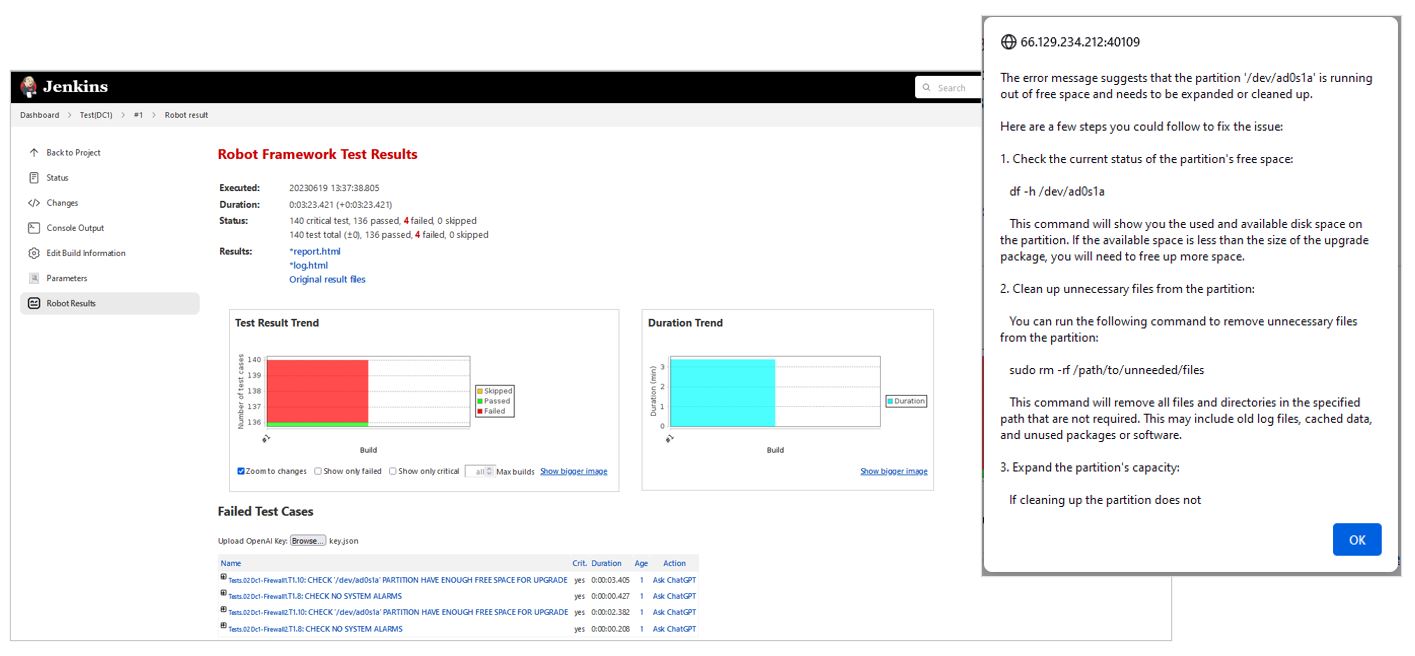 Jenkins
Search
Dashboard > Test(DC1) > #1 > Robot result
Back to Project
Status
Changes
Console Output
Edit Build Information
Parameters
Robot Results
Robot Framework Test Results
Executed: 20230619 13:37:38.805
Duration: 0:03:23.421 (+0:03:23.421)
Status: 140 critical test, 136 passed, 4 failed, 0 skipped
140 test total (±0), 136 passed, 4 failed, 0 skipped
Results: *report.html
*log.html
Original result files
Test Result Trend
Number of test cases
140
139
138
137
136
#1
Build
Skipped
Passed
Failed
Zoom to changes Show only failed Show only critical all Max builds Show bigger image
Duration Trend
Duration (min)
3
2
1
0
#1
Build
Duration
Show bigger image
Failed Test Cases
Upload OpenAI Key: Browse... key.json
Name Crit. Duration Age Action
Tests.02 Dc1-Firewall1.T1.10: CHECK '/dev/ad0s1a' PARTITION HAVE ENOUGH FREE SPACE FOR UPGRADE yes 0:00:03.405 1 Ask ChatGPT
Tests.02 Dc1-Firewall1.T1.8: CHECK NO SYSTEM ALARMS yes 0:00:00.427 1 Ask ChatGPT
Tests.02 Dc1-Firewall2.T1.10: CHECK '/dev/ad0s1a' PARTITION HAVE ENOUGH FREE SPACE FOR UPGRADE yes 0:00:02.382 1 Ask ChatGPT
Tests.02 Dc1-Firewall2.T1.8: CHECK NO SYSTEM ALARMS yes 0:00:00.208 1 Ask ChatGPT
66.129.234.212:40109
The error message suggests that the partition '/dev/ad0s1a' is running
out of free space and needs to be expanded or cleaned up.
Here are a few steps you could follow to fix the issue:
1. Check the current status of the partition's free space:
df -h /dev/ad0s1a
This command will show you the used and available disk space on
the partition. If the available space is less than the size of the upgrade
package, you will need to free up more space.
2. Clean up unnecessary files from the partition:
You can run the following command to remove unnecessary files
from the partition:
sudo rm -rf /path/to/unneeded/files
This command will remove all files and directories in the specified
path that are not required. This may include old log files, cached data,
and unused packages or software.
3. Expand the partition's capacity:
If cleaning up the partition does not
OK